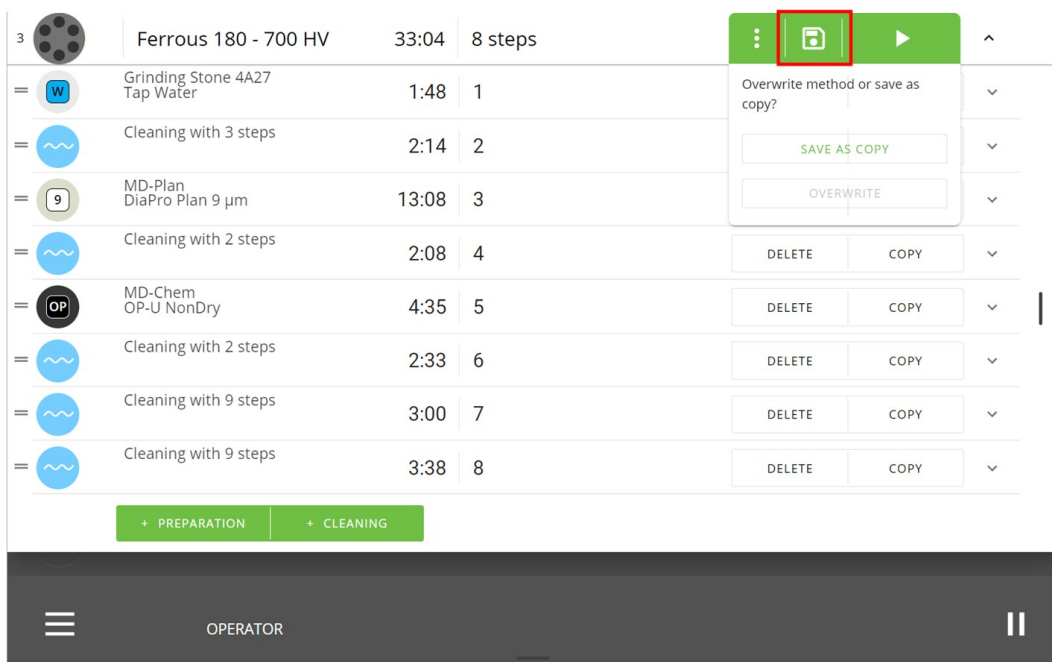 3 Ferrous 180 - 700 HV 33:04 8 steps
Overwrite method or save as
copy?
SAVE AS COPY
OVERWRITE
W Grinding Stone 4A27
Tap Water 1:48 1
Cleaning with 3 steps 2:14 2
9 MD-Plan
DiaPro Plan 9 µm 13:08 3
Cleaning with 2 steps 2:08 4 DELETE COPY
OP MD-Chem
OP-U NonDry 4:35 5 DELETE COPY
Cleaning with 2 steps 2:33 6 DELETE COPY
Cleaning with 9 steps 3:00 7 DELETE COPY
Cleaning with 9 steps 3:38 8 DELETE COPY
+ PREPARATION + CLEANING
OPERATOR